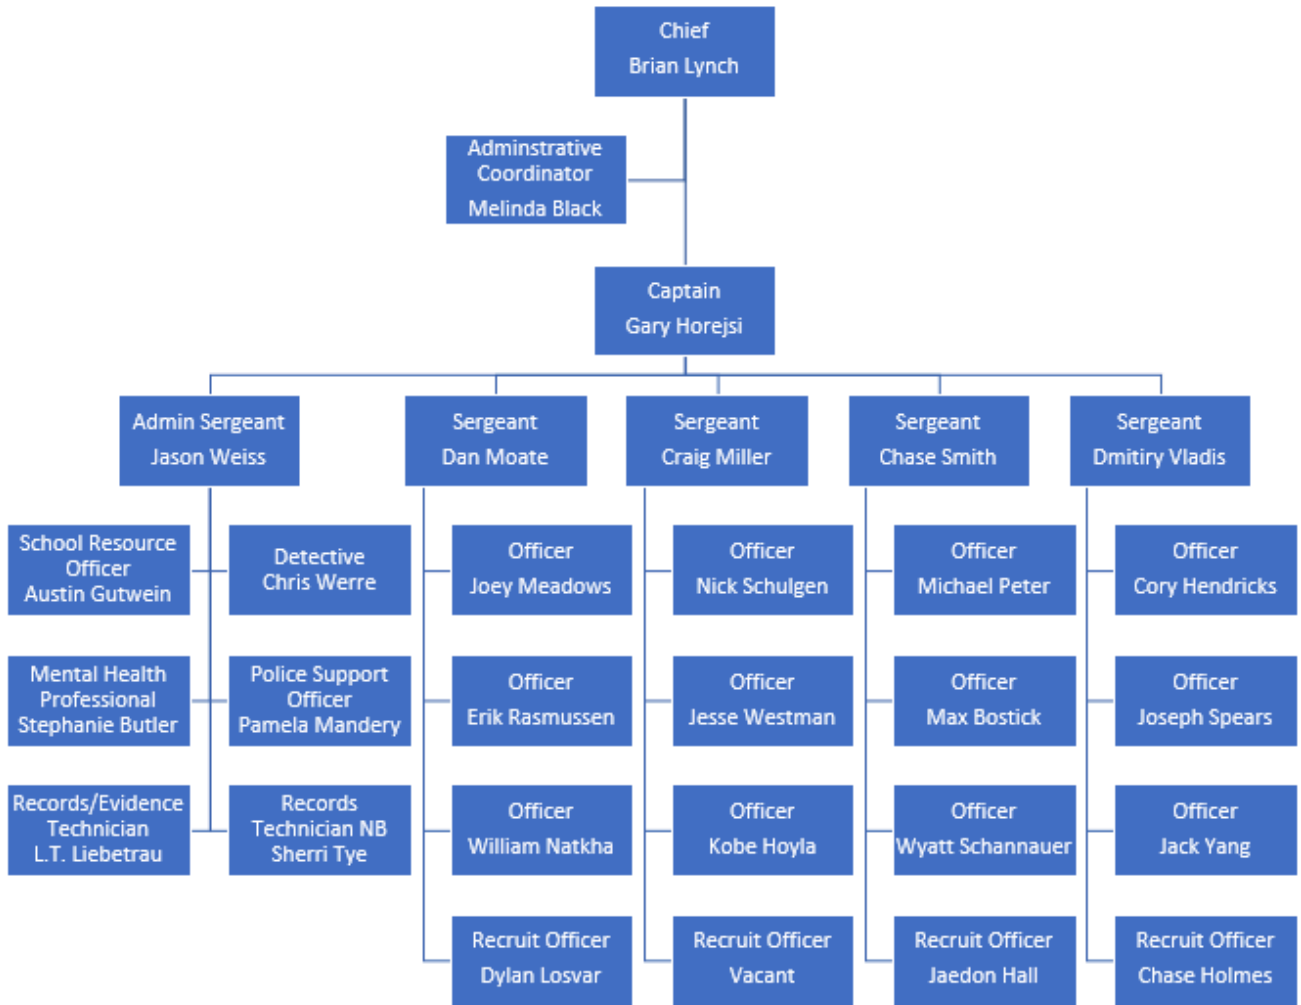 Chief
Brian Lynch
Adminstrative
Coordinator
Melinda Black
Captain
Gary Horejsi
Admin Sergeant
Jason Weiss
Sergeant
Dan Moate
Sergeant
Craig Miller
Sergeant
Chase Smith
Sergeant
Dmitiry Vladis
School Resource
Officer
Austin Gutwein
Detective
Chris Werre
Officer
Joey Meadows
Officer
Nick Schulgen
Officer
Michael Peter
Officer
Cory Hendricks
Mental Health
Professional
Stephanie Butler
Police Support
Officer
Pamela Mandery
Officer
Erik Rasmussen
Officer
Jesse Westman
Officer
Max Bostick
Officer
Joseph Spears
Records/Evidence
Technician
L.T. Liebetrau
Records
Technician NB
Sherri Tye
Officer
William Natkha
Officer
Kobe Hoyla
Officer
Wyatt Schannauer
Officer
Jack Yang
Recruit Officer
Dylan Losvar
Recruit Officer
Vacant
Recruit Officer
Jaedon Hall
Recruit Officer
Chase Holmes